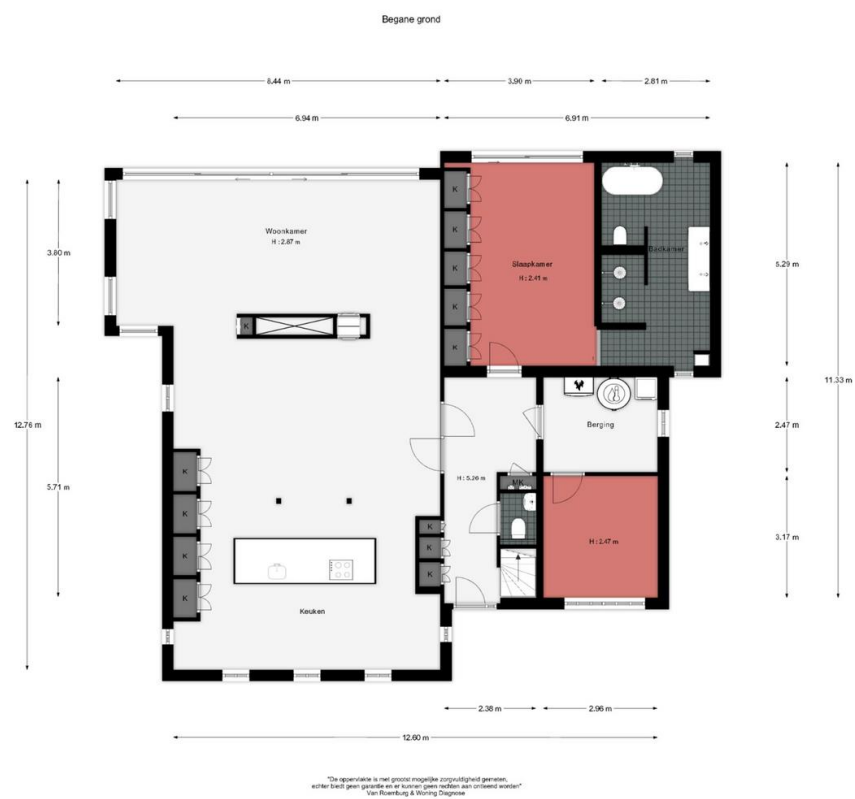 Begane grond
8.44 m
3.90 m
2.81 m
6.94 m
6.91 m
Woonkamer
H : 2.87 m
3.80 m
K
K
K
K
K
Slaapkamer
H : 2.41 m
Badkamer
5.29 m
K
11.33 m
12.76 m
5.71 m
Berging
2.47 m
K
K
K
K
H : 5.26 m
MK
K
K
K
H : 2.47 m
3.17 m
Keuken
2.38 m
2.96 m
12.60 m
"De oppervlakte is met grootst mogelijke zorgvuldigheid gemeten,
echter biedt geen garantie en er kunnen geen rechten aan ontleend worden"
Van Roemburg & Woning Diagnose